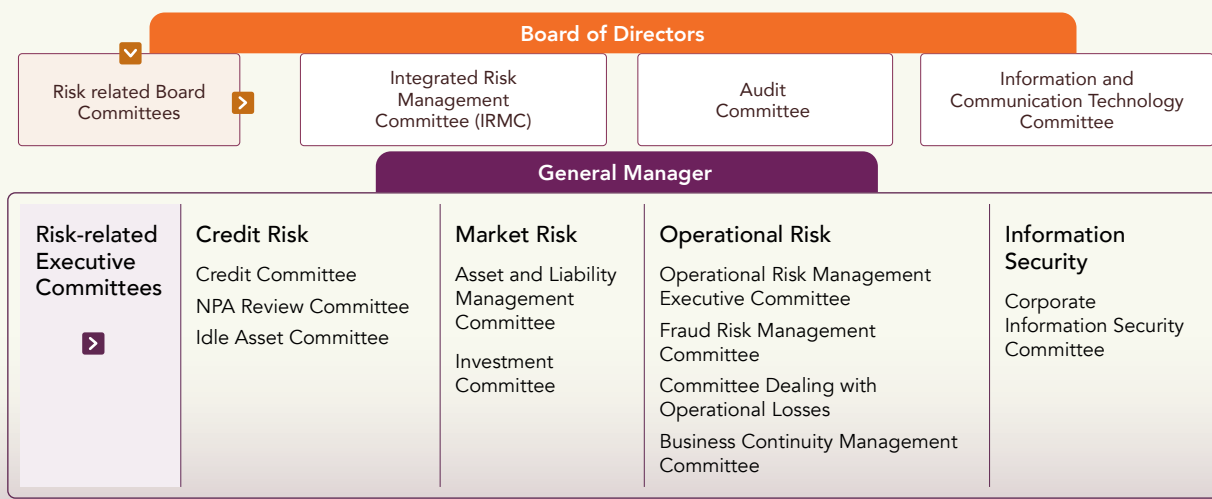 Board of Directors
Risk related Board
Committees
Integrated Risk
Management
Committee (IRMC)
Audit
Committee
Information and
Communication Technology
Committee
General Manager
Risk-related
Executive
Committees
Credit Risk
Credit Committee
NPA Review Committee
Idle Asset Committee
Market Risk
Asset and Liability
Management
Committee
Investment
Committee
Operational Risk
Operational Risk Management
Executive Committee
Fraud Risk Management
Committee
Committee Dealing with
Operational Losses
Business Continuity Management
Committee
Information
Security
Corporate
Information Security
Committee